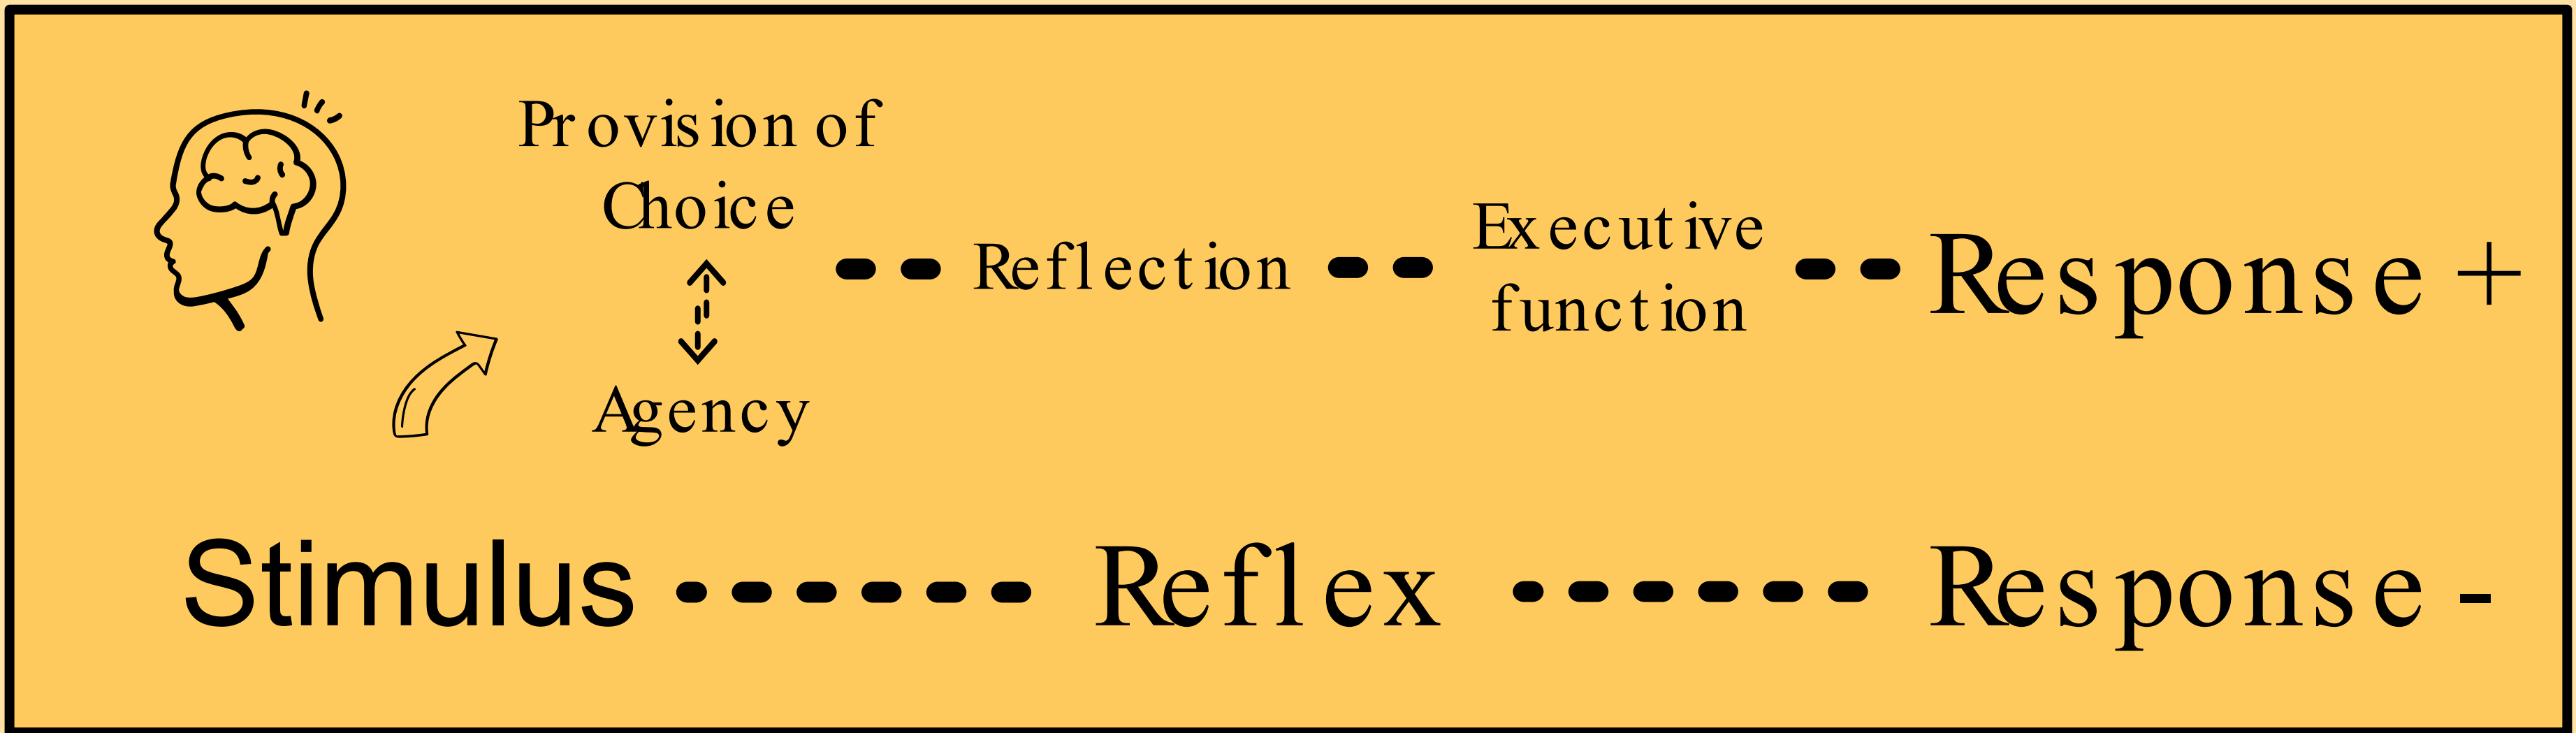 Provision of
Choice
Agency
Reflection
Executive
function
Response +
Stimulus
Reflex
Response -